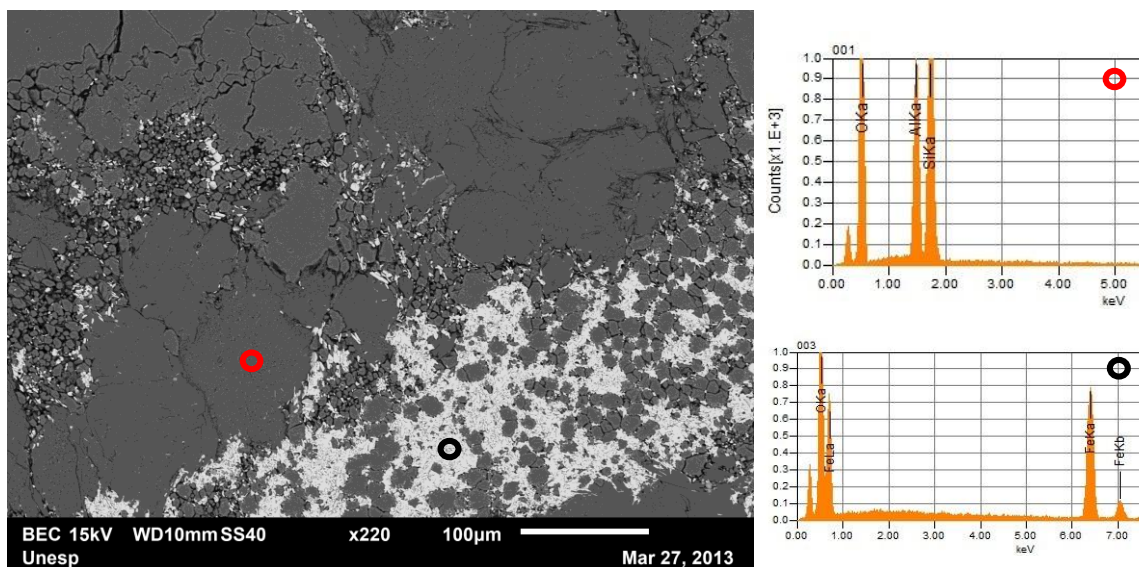 BEC 15kV WD10mm SS40 x220 100µm
Unesp Mar 27, 2013
001
Counts[x1.E+3]
1.0
0.9
0.8
0.7
0.6
0.5
0.4
0.3
0.2
0.1
0.0
OKa
AlKa
SiKa
0.00 1.00 2.00 3.00 4.00 5.00
keV
003
1.0
0.9
0.8
0.7
0.6
0.5
0.4
0.3
0.2
0.1
0.0
OKa
FeLa
FeKa
FeKb
0.00 1.00 2.00 3.00 4.00 5.00 6.00 7.00
keV